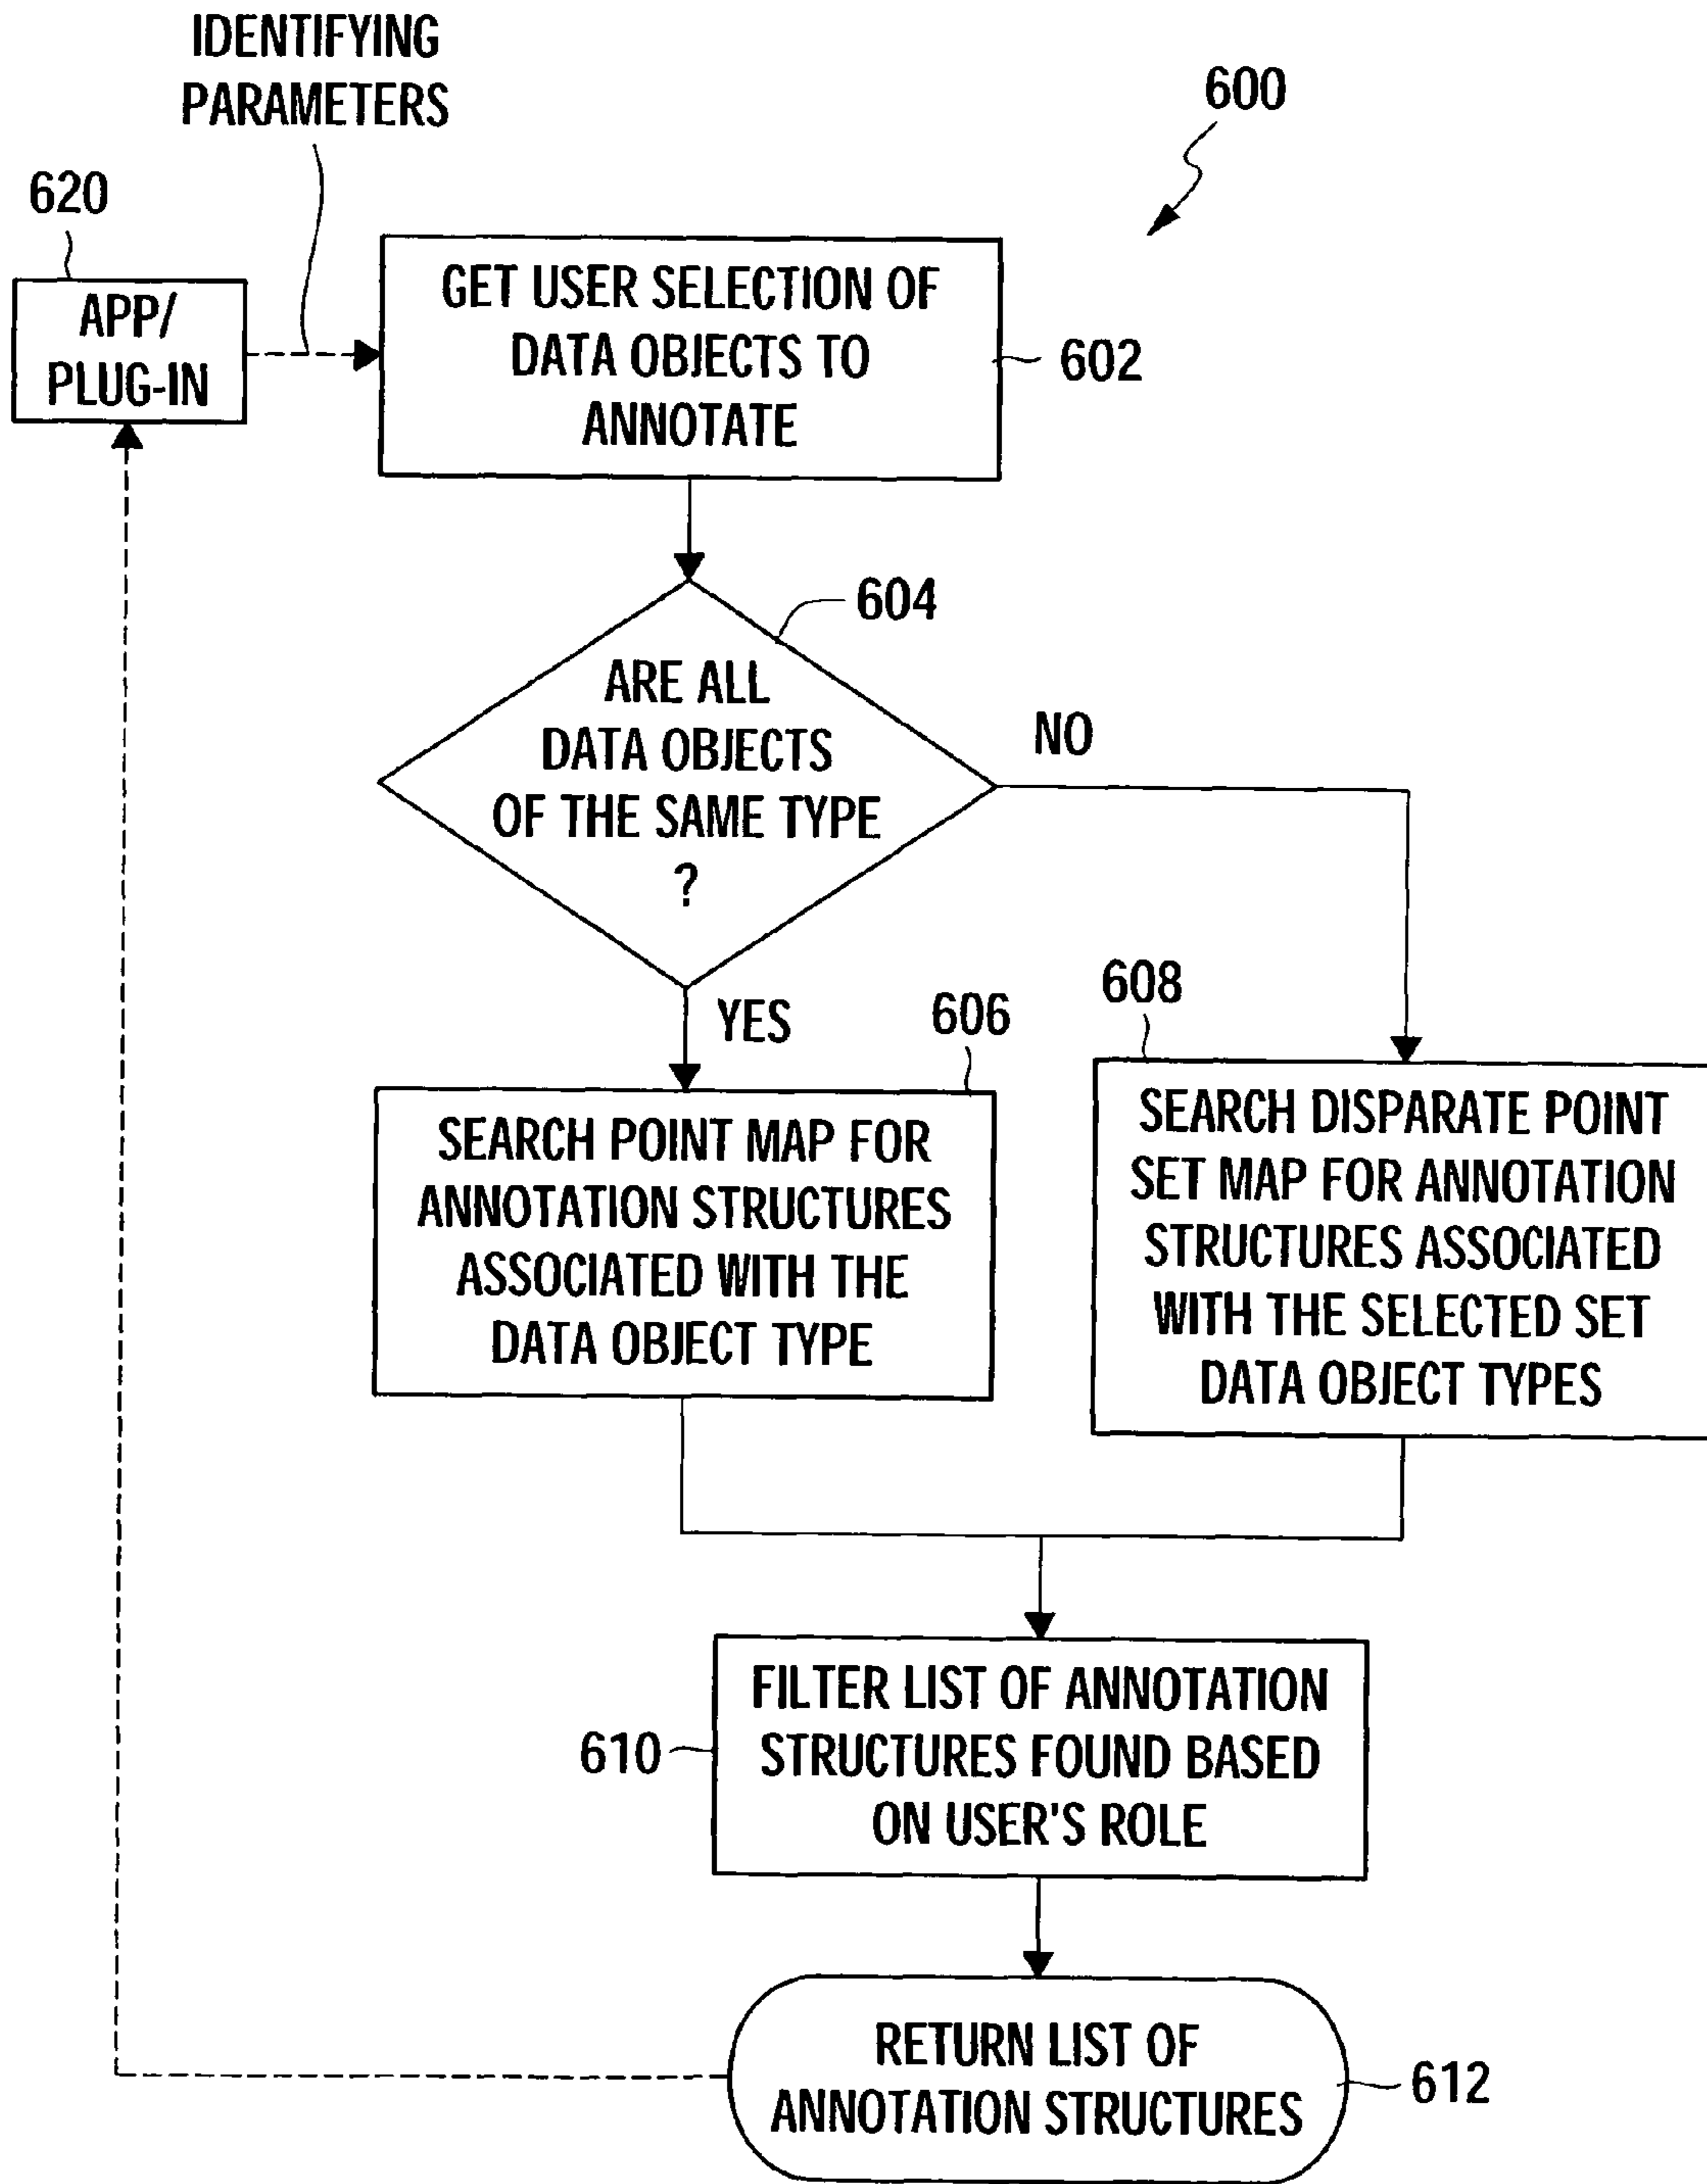 IDENTIFYING
PARAMETERS
600
620
APP/
PLUG-IN
GET USER SELECTION OF
DATA OBJECTS TO
ANNOTATE
602
604
ARE ALL
DATA OBJECTS
OF THE SAME TYPE
?
NO
YES
606
608
SEARCH POINT MAP FOR
ANNOTATION STRUCTURES
ASSOCIATED WITH THE
DATA OBJECT TYPE
SEARCH DISPARATE POINT
SET MAP FOR ANNOTATION
STRUCTURES ASSOCIATED
WITH THE SELECTED SET
DATA OBJECT TYPES
610
FILTER LIST OF ANNOTATION
STRUCTURES FOUND BASED
ON USER'S ROLE
RETURN LIST OF
ANNOTATION STRUCTURES
612